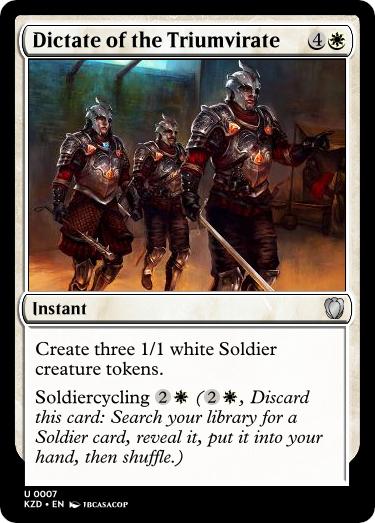 Dictate of the Triumvirate 4
Instant
Create three 1/1 white Soldier
creature tokens.
Soldiercycling 2 (2, Discard
this card: Search your library for a
Soldier card, reveal it, put it into your
hand, then shuffle.)
U 0007
KZD • EN JBCASACOP